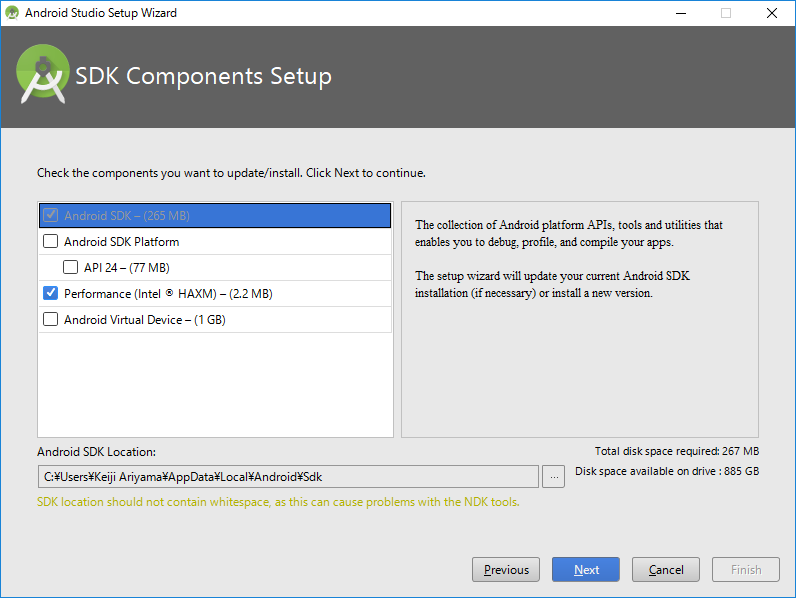 Android Studio Setup Wizard
SDK Components Setup
Check the components you want to update/install. Click Next to continue.
Android SDK – (265 MB)
Android SDK Platform
API 24 – (77 MB)
Performance (Intel ® HAXM) – (2.2 MB)
Android Virtual Device – (1 GB)
The collection of Android platform APIs, tools and utilities that
enables you to debug, profile, and compile your apps.
The setup wizard will update your current Android SDK
installation (if necessary) or install a new version.
Android SDK Location:
Total disk space required: 267 MB
C:¥Users¥Keiji Ariyama¥AppData¥Local¥Android¥Sdk
...
Disk space available on drive : 885 GB
SDK location should not contain whitespace, as this can cause problems with the NDK tools.
Previous
Next
Cancel
Finish